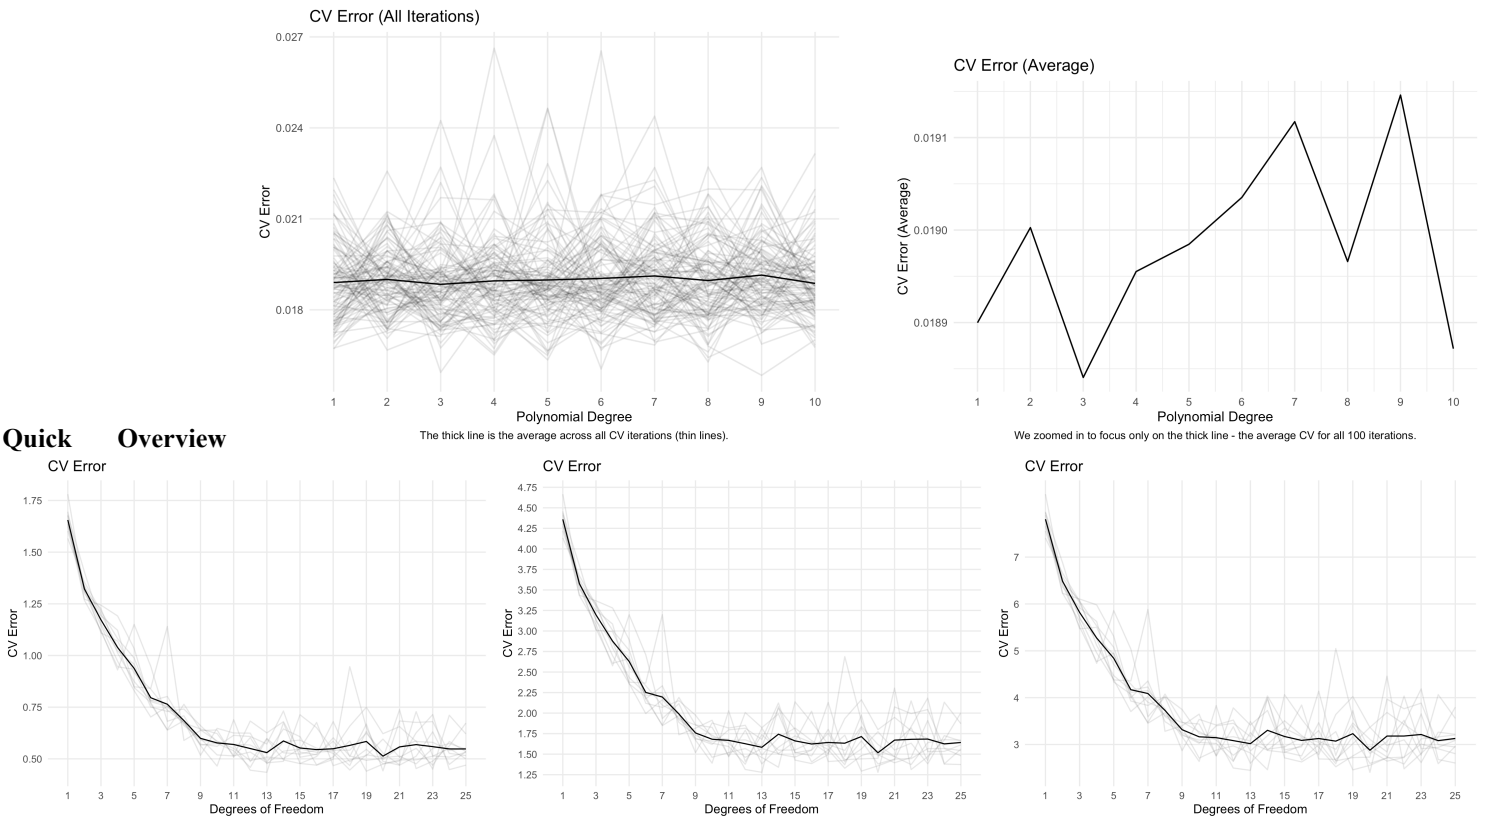 CV Error (All Iterations)
0.027
0.024
0.021
0.018
CV Error
1 2 3 4 5 6 7 8 9 10
Polynomial Degree
The thick line is the average across all CV iterations (thin lines).
CV Error (Average)
0.0191
0.0190
0.0189
CV Error (Average)
1 2 3 4 5 6 7 8 9 10
Polynomial Degree
We zoomed in to focus only on the thick line - the average CV for all 100 iterations.
Quick Overview
CV Error
1.75
1.50
1.25
1.00
0.75
0.50
CV Error
1 3 5 7 9 11 13 15 17 19 21 23 25
Degrees of Freedom
CV Error
4.75
4.50
4.25
4.00
3.75
3.50
3.25
3.00
2.75
2.50
2.25
2.00
1.75
1.50
1.25
CV Error
1 3 5 7 9 11 13 15 17 19 21 23 25
Degrees of Freedom
CV Error
7
6
5
4
3
CV Error
1 3 5 7 9 11 13 15 17 19 21 23 25
Degrees of Freedom